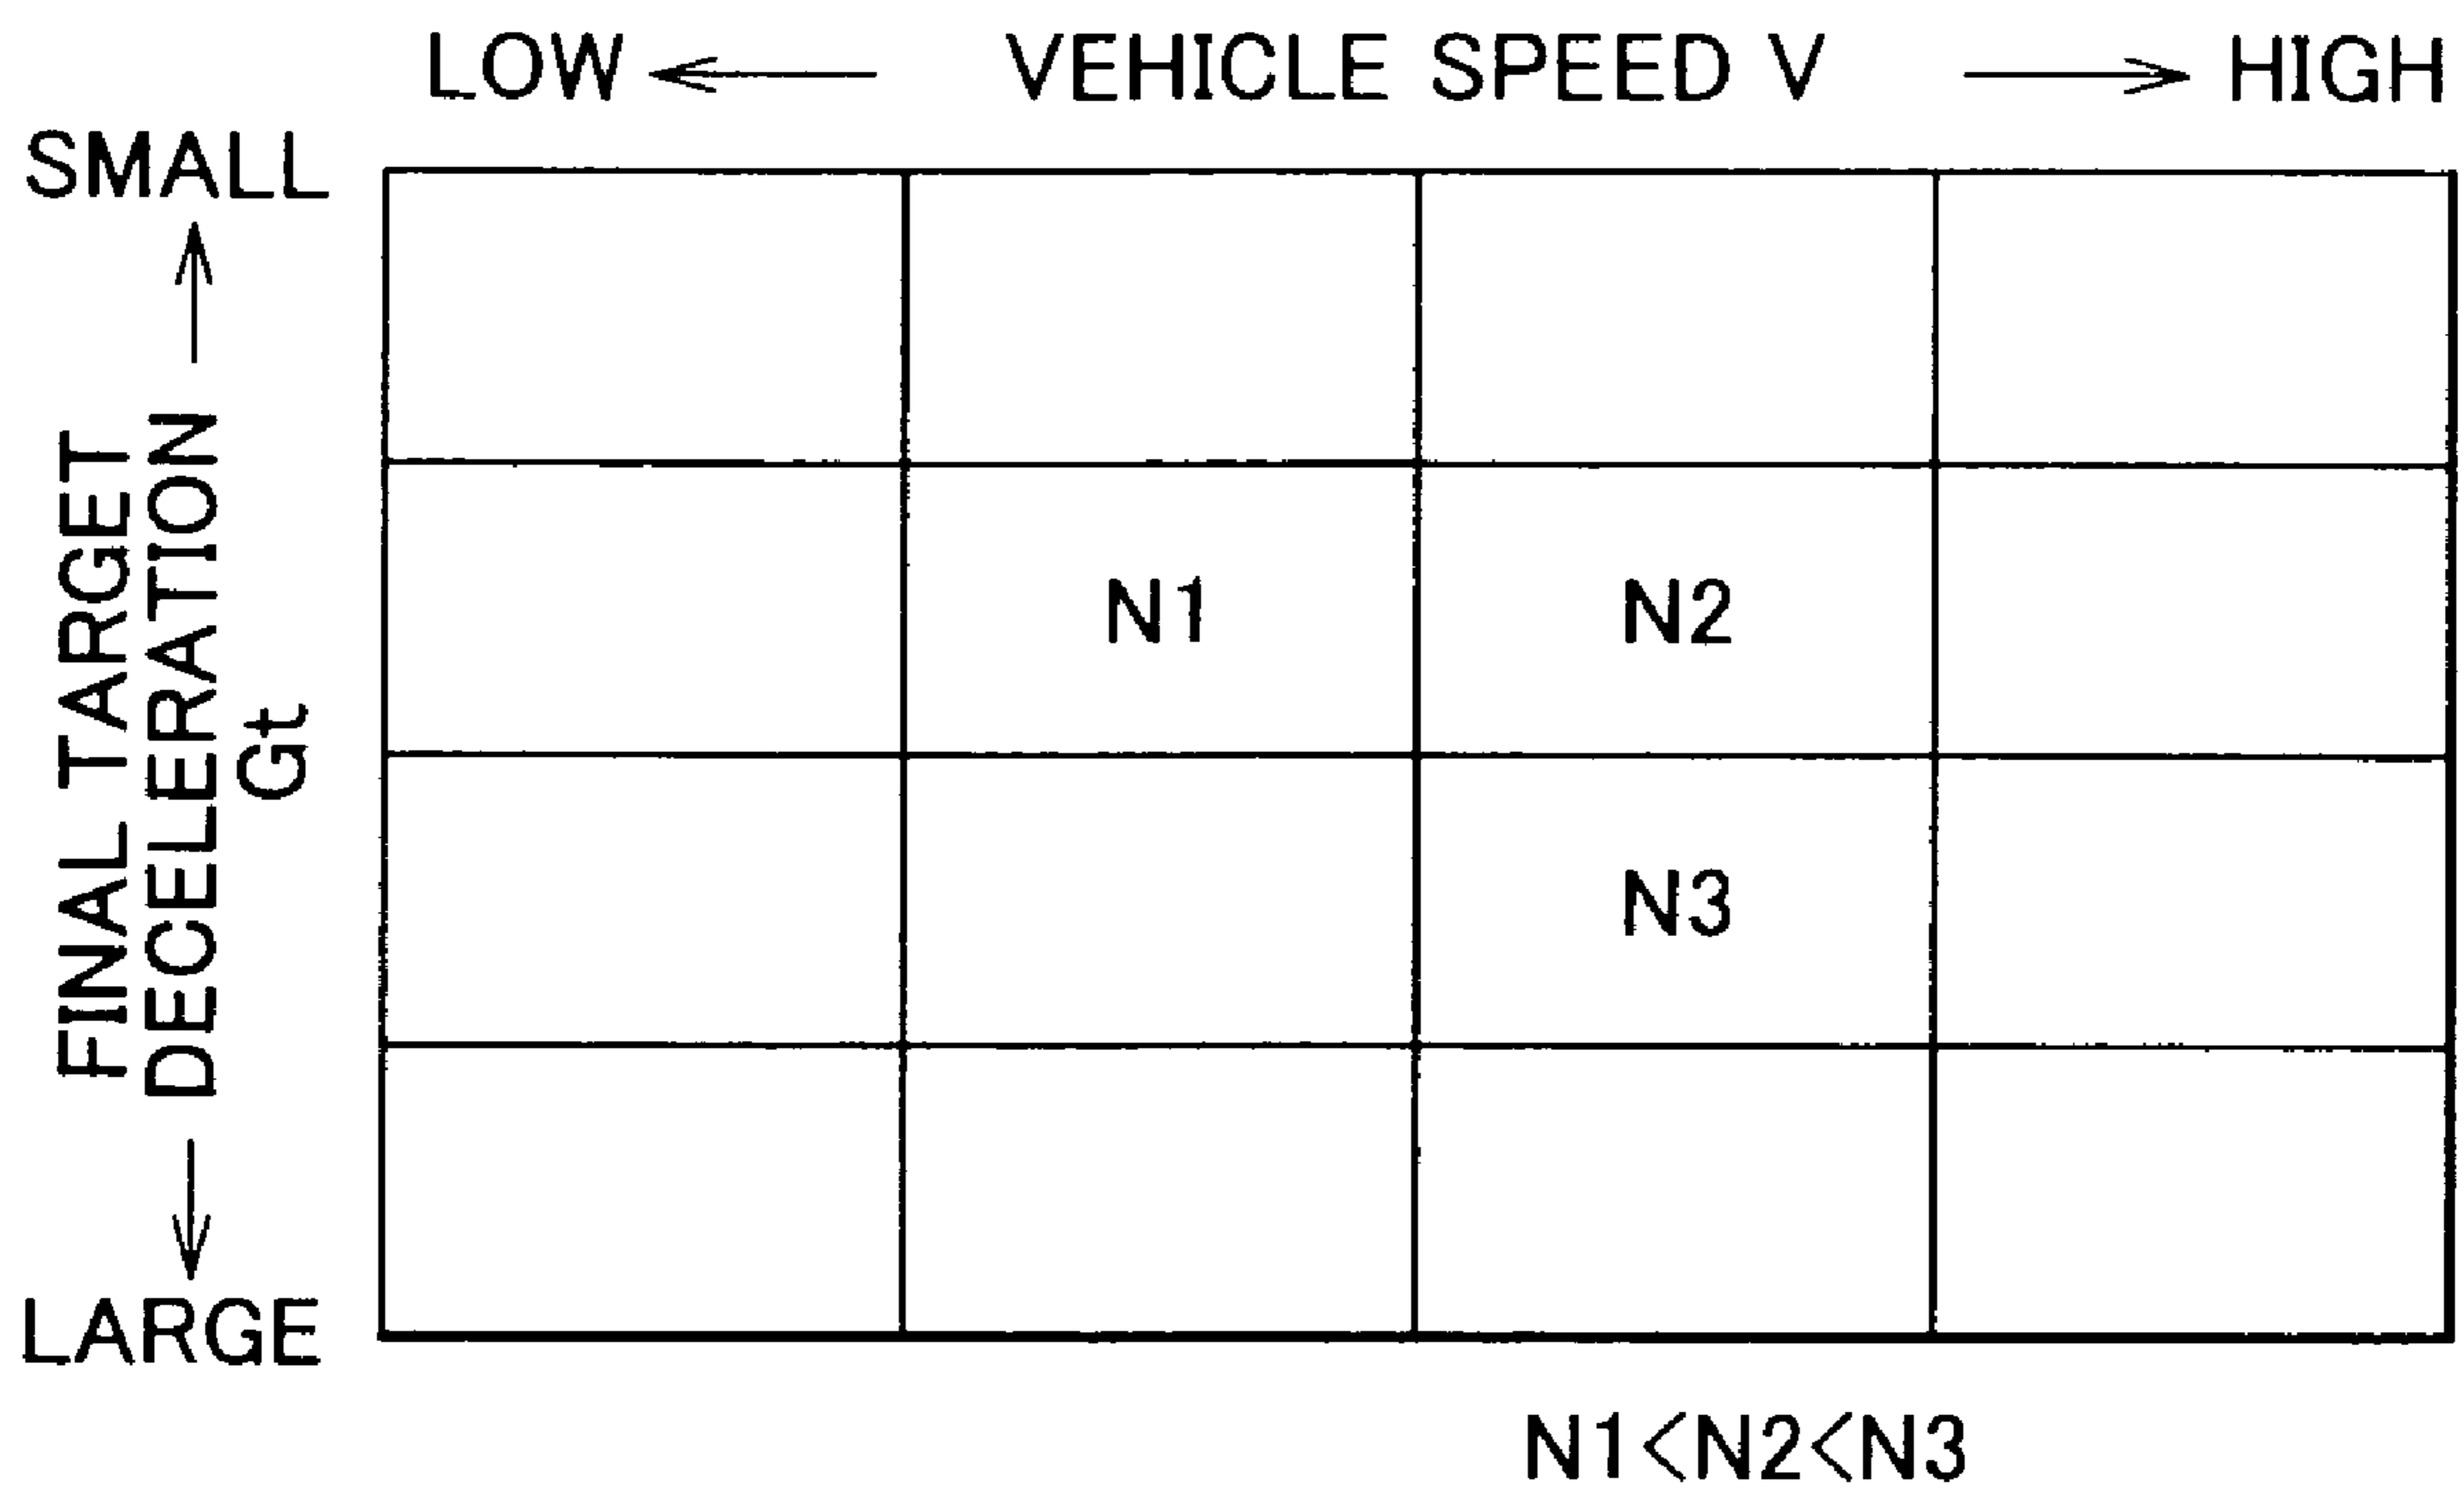 LOW ← VEHICLE SPEED V → HIGH
SMALL
FINAL TARGET
DECELERATION
Gt
LARGE
N1 N2
N3
N1<N2<N3